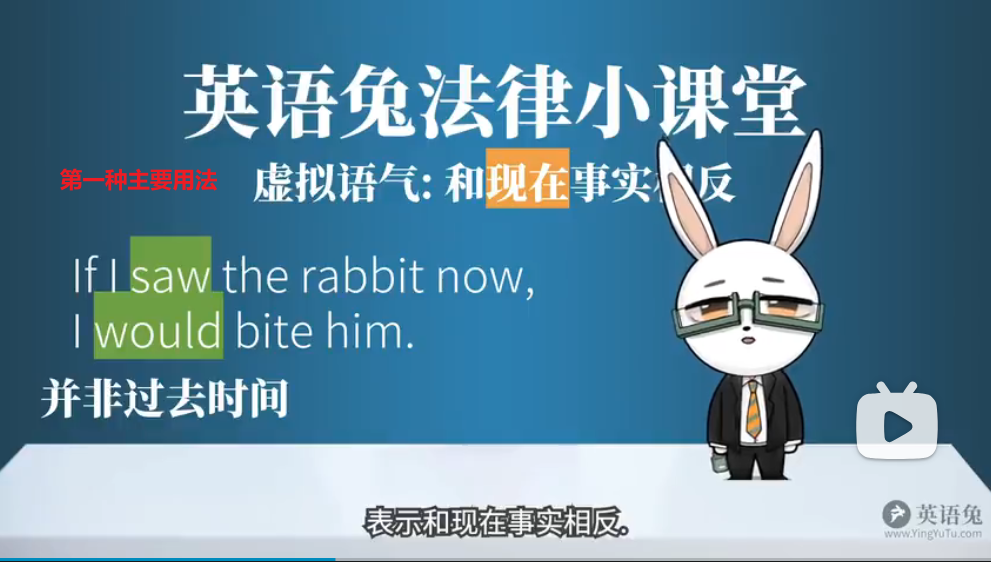 英语兔法律小课堂
第一种主要用法
虚拟语气: 和现在事实相反
If I saw the rabbit now,
I would bite him.
并非过去时间
表示和现在事实相反.
英语兔
www.YingYuTu.com